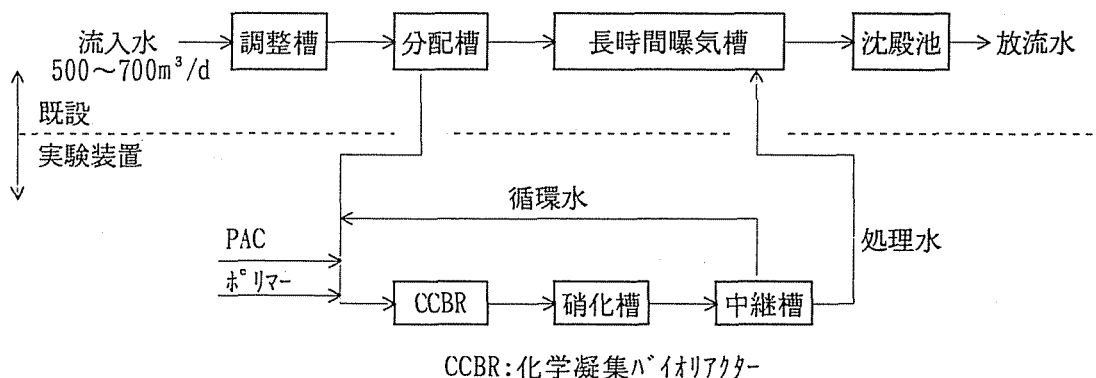 流入水
500～700m³/d
調整槽
分配槽
長時間曝気槽
沈殿池
放流水
既設
実験装置
循環水
PAC
ﾎﾟﾘﾏｰ
処理水
CCBR
硝化槽
中継槽
CCBR:化学凝集ﾊﾞｲｵﾘｱｸﾀｰ